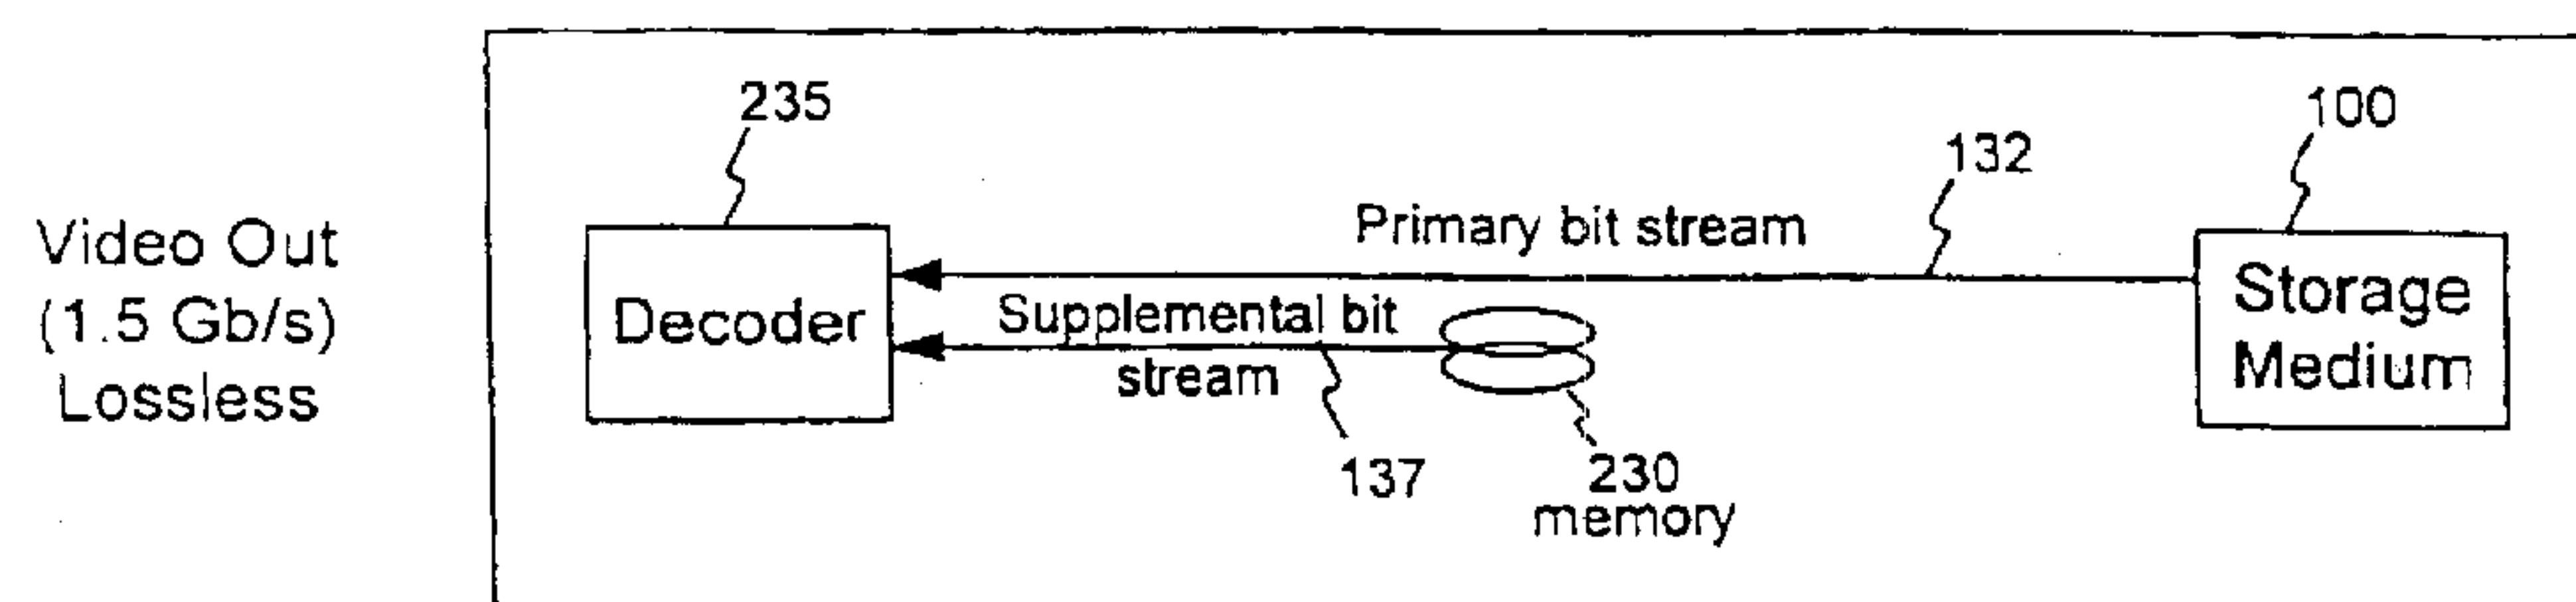 235
100
132
Video Out
(1.5 Gb/s)
Lossless
Primary bit stream
Decoder
Supplemental bit
stream
Storage
Medium
137
230
memory